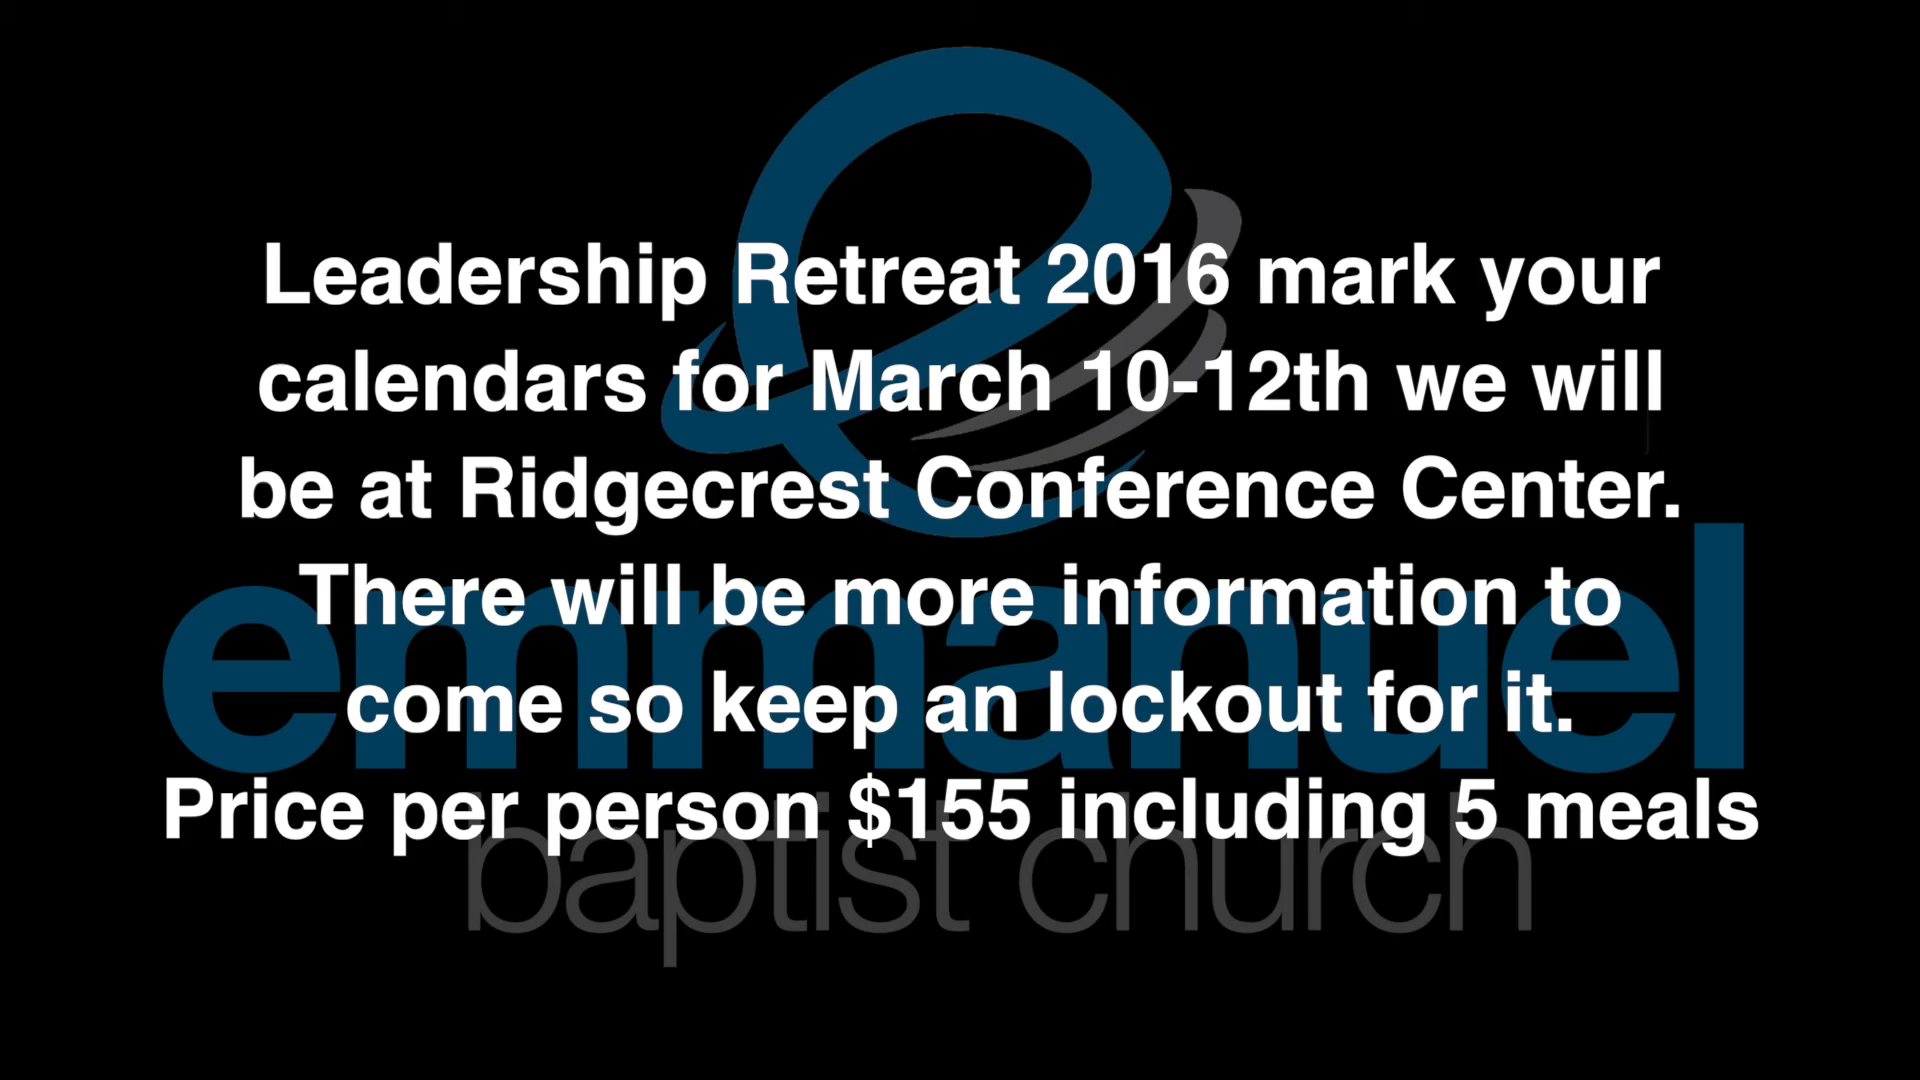 Leadership Retreat 2016 mark your
calendars for March 10-12th we will
be at Ridgecrest Conference Center.
There will be more information to
come so keep an lockout for it.
Price per person $155 including 5 meals
emmanuel
baptist church